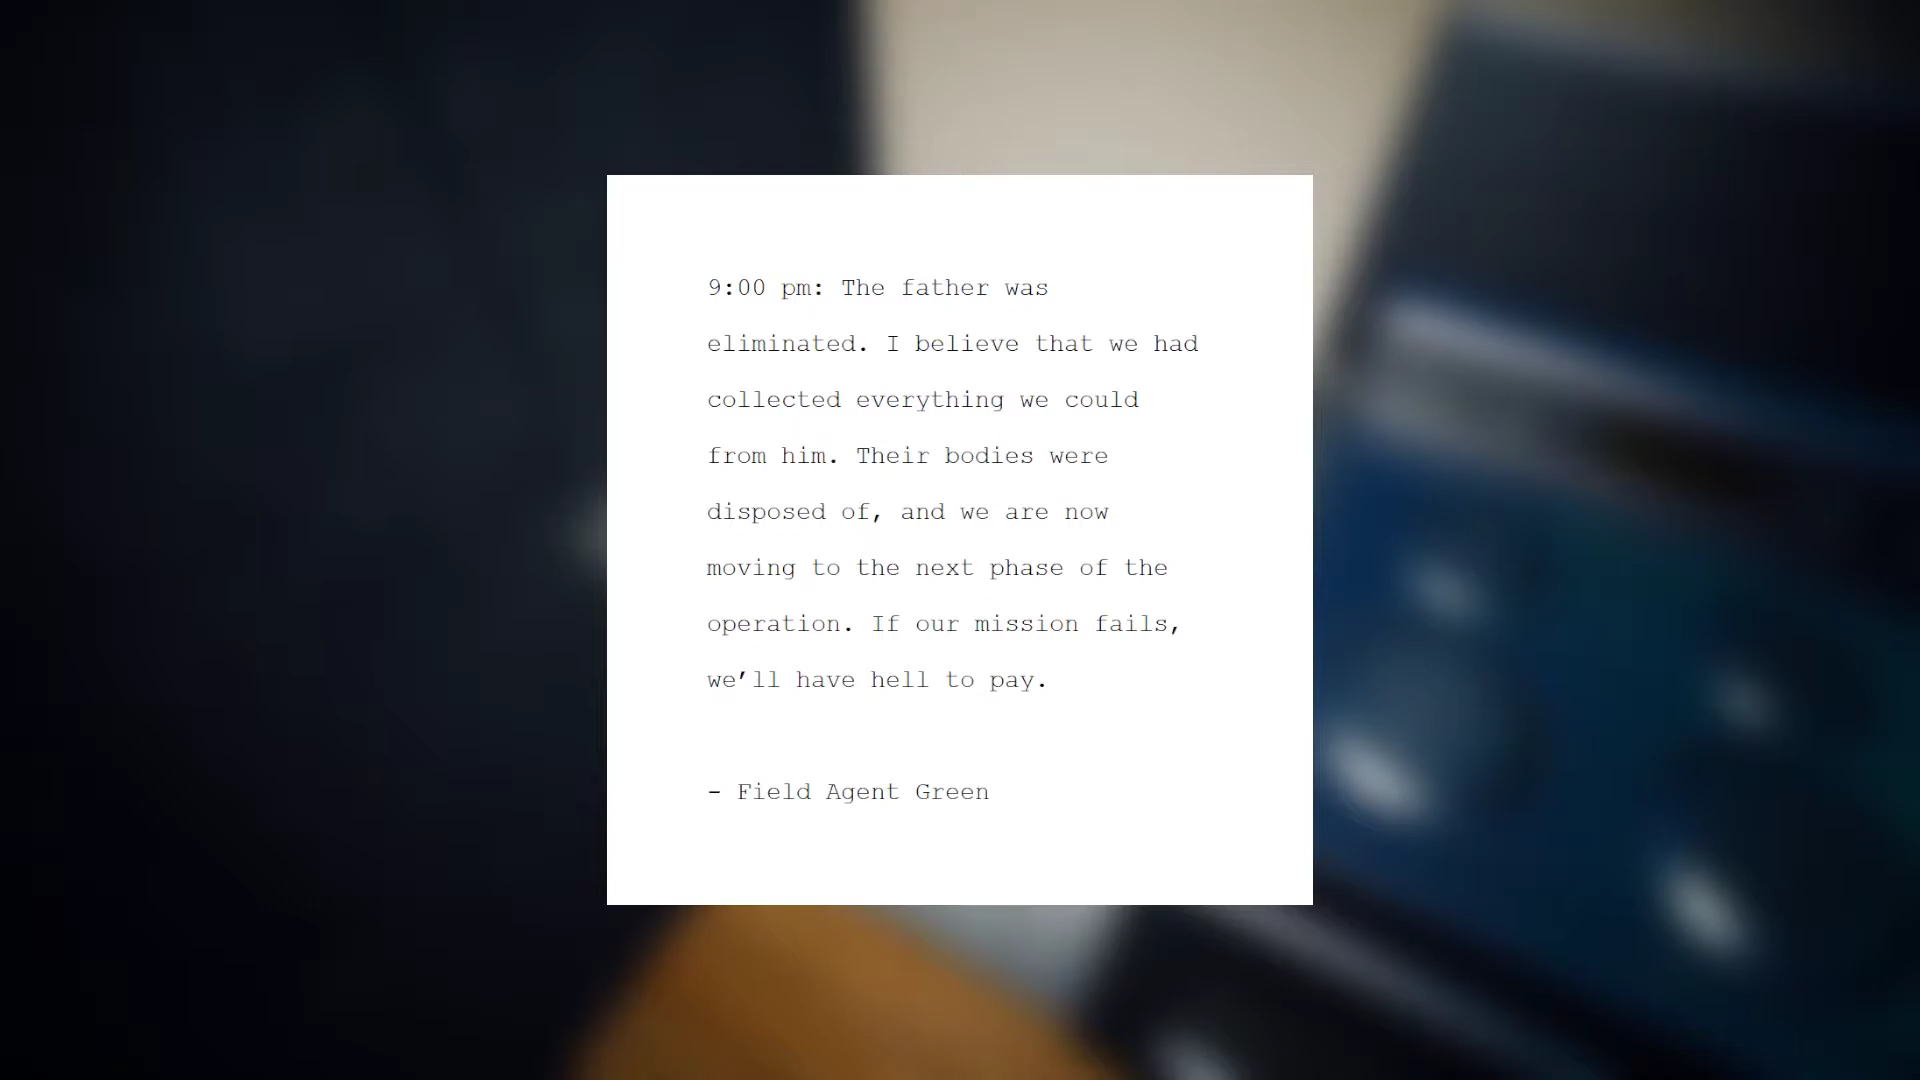 9:00 pm: The father was
eliminated. I believe that we had
collected everything we could
from him. Their bodies were
disposed of, and we are now
moving to the next phase of the
operation. If our mission fails,
we’ll have hell to pay.
- Field Agent Green